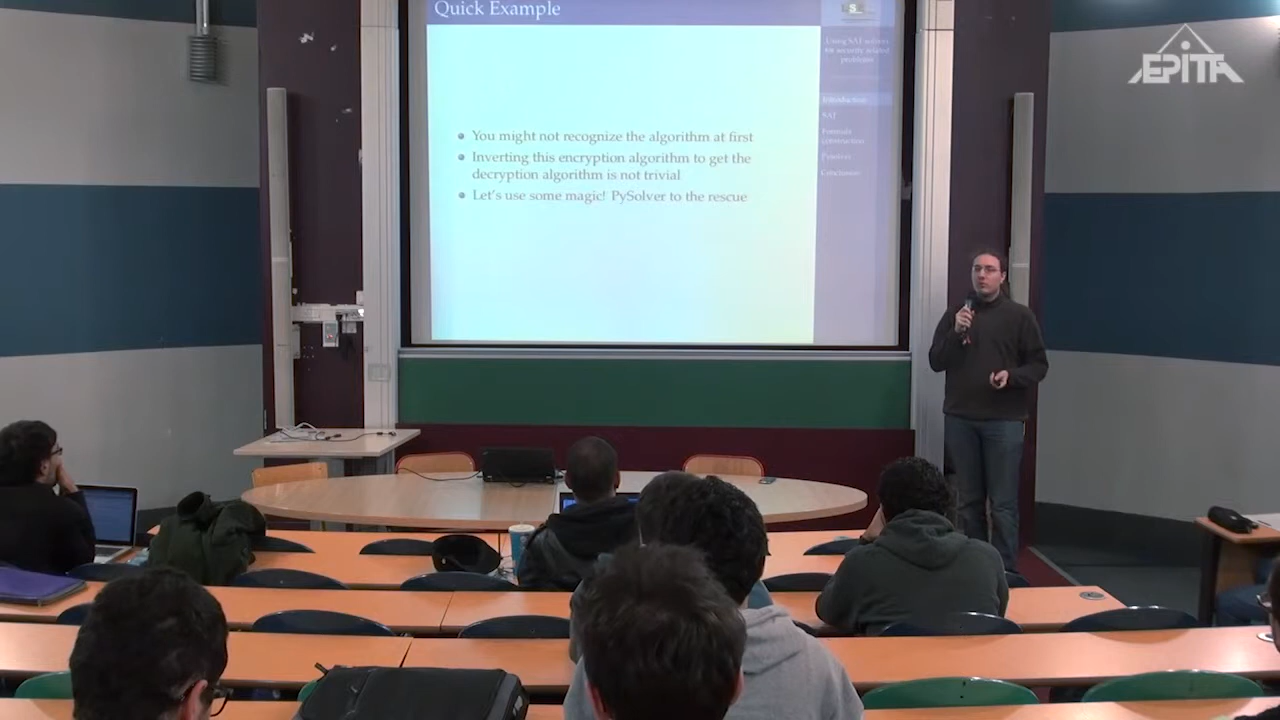 Quick Example
Using SAT solvers
for security related
problems
Introduction
SAT
Formula
construction
PySolver
Conclusion
You might not recognize the algorithm at first
Inverting this encryption algorithm to get the
decryption algorithm is not trivial
Let's use some magic! PySolver to the rescue
EPITA